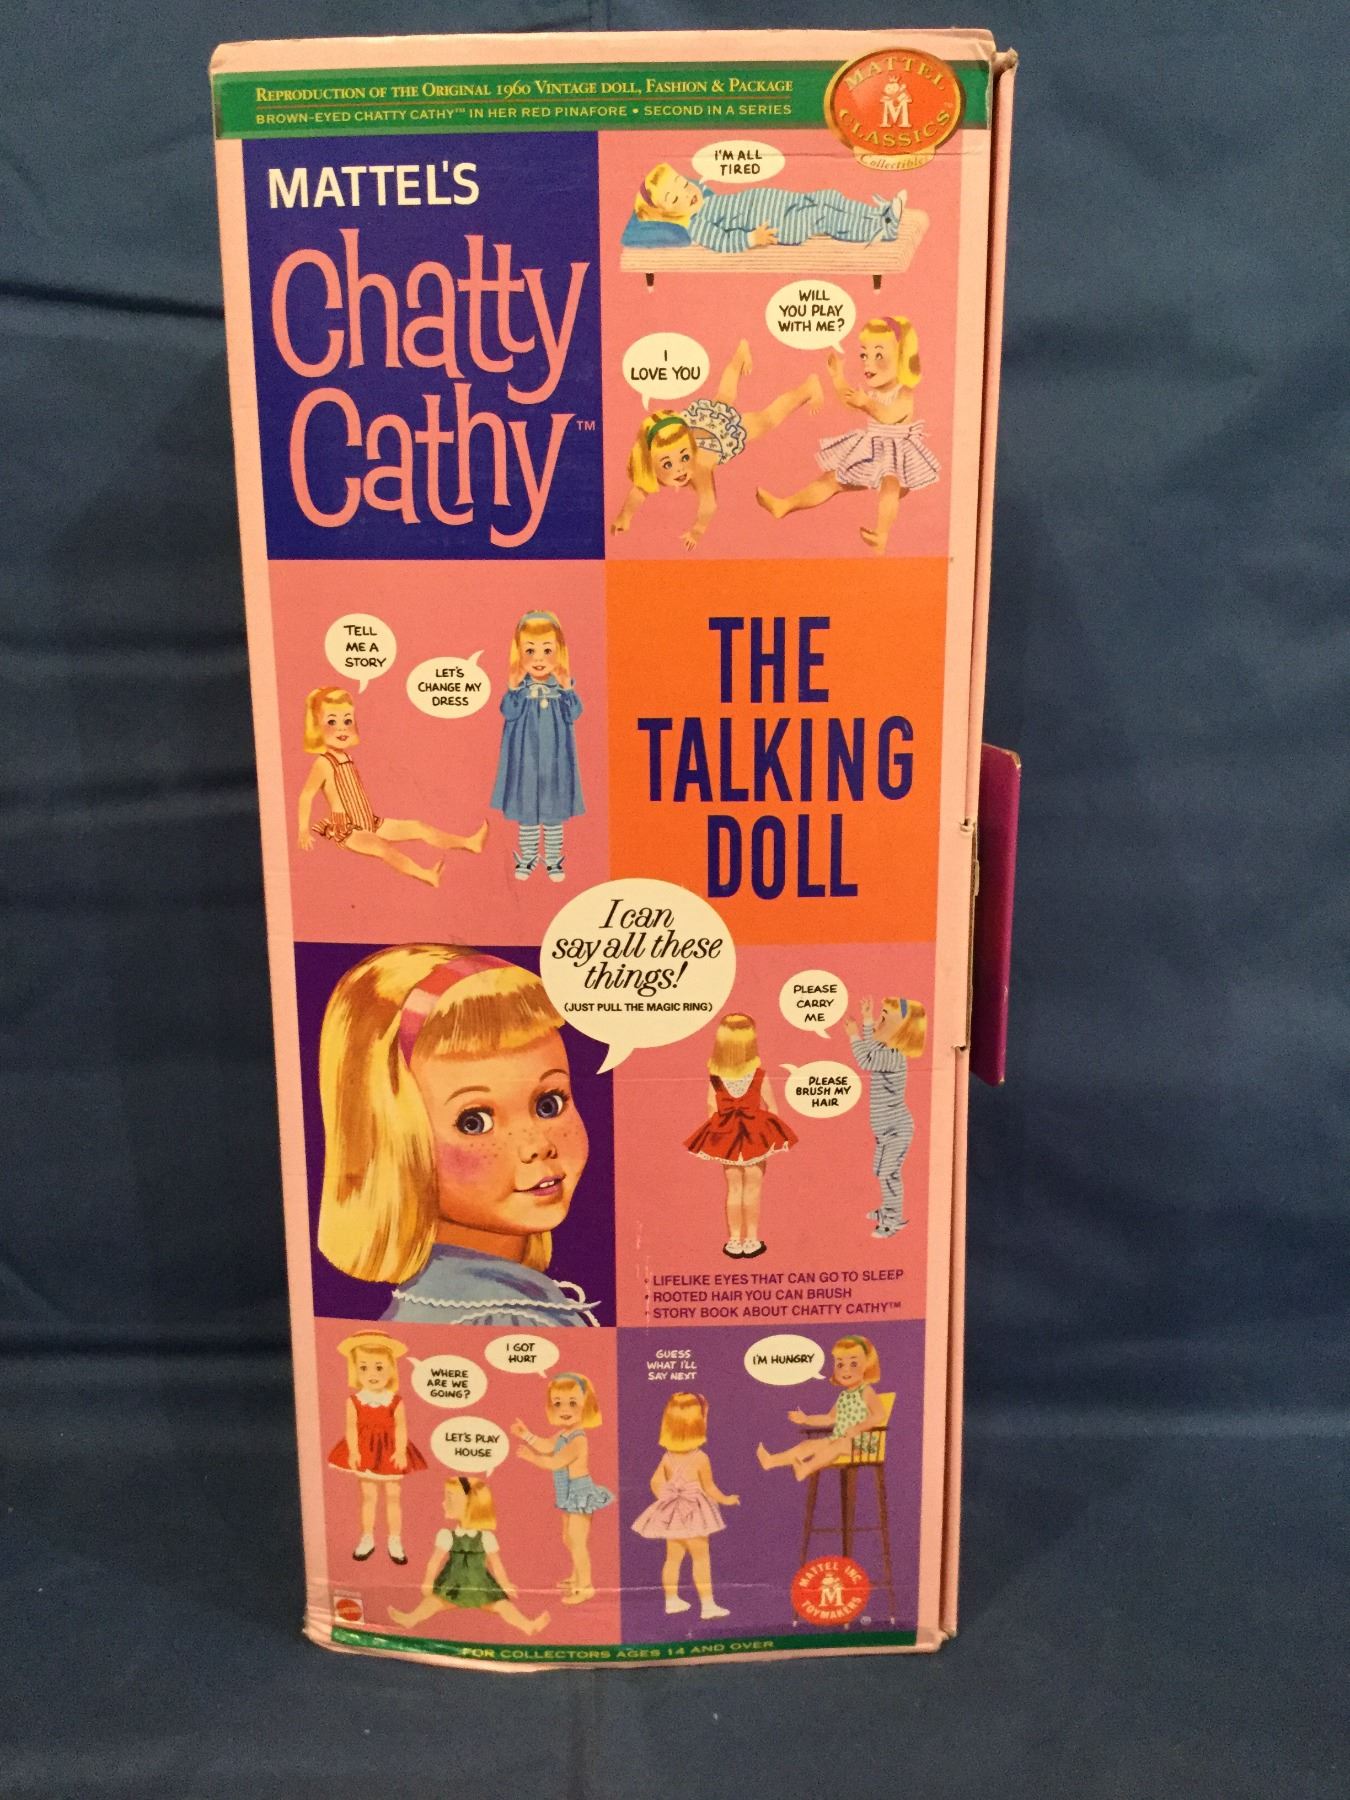 REPRODUCTION OF THE ORIGINAL 1960 VINTAGE DOLL, FASHION & PACKAGE
BROWN-EYED CHATTY CATHY™ IN HER RED PINAFORE • SECOND IN A SERIES
MATTEL
M
CLASSICS
Collectibles
MATTEL'S
Chatty
Cathy™
I'M ALL
TIRED
WILL
YOU PLAY
WITH ME?
I
LOVE YOU
TELL
ME A
STORY
LET'S
CHANGE MY
DRESS
THE
TALKING
DOLL
I can
say all these
things!
(JUST PULL THE MAGIC RING)
PLEASE
CARRY
ME
PLEASE
BRUSH MY
HAIR
• LIFELIKE EYES THAT CAN GO TO SLEEP
• ROOTED HAIR YOU CAN BRUSH
• STORY BOOK ABOUT CHATTY CATHY™
WHERE
ARE WE
GOING?
I GOT
HURT
LET'S PLAY
HOUSE
GUESS
WHAT I'LL
SAY NEXT
I'M HUNGRY
MATTEL INC
M
TOYMAKERS
®
FOR COLLECTORS AGES 14 AND OVER